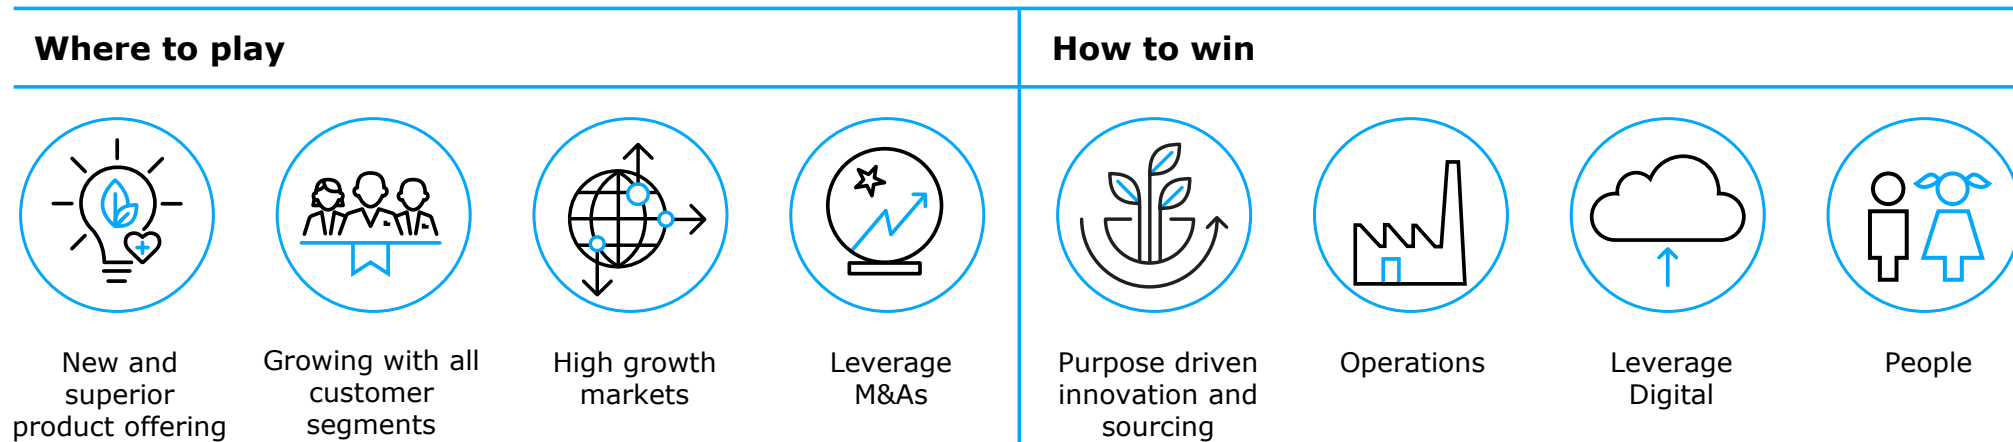 Where to play
How to win
New and
superior
product offering
Growing with all
customer
segments
High growth
markets
Leverage
M&As
Purpose driven
innovation and
sourcing
Operations
Leverage
Digital
People